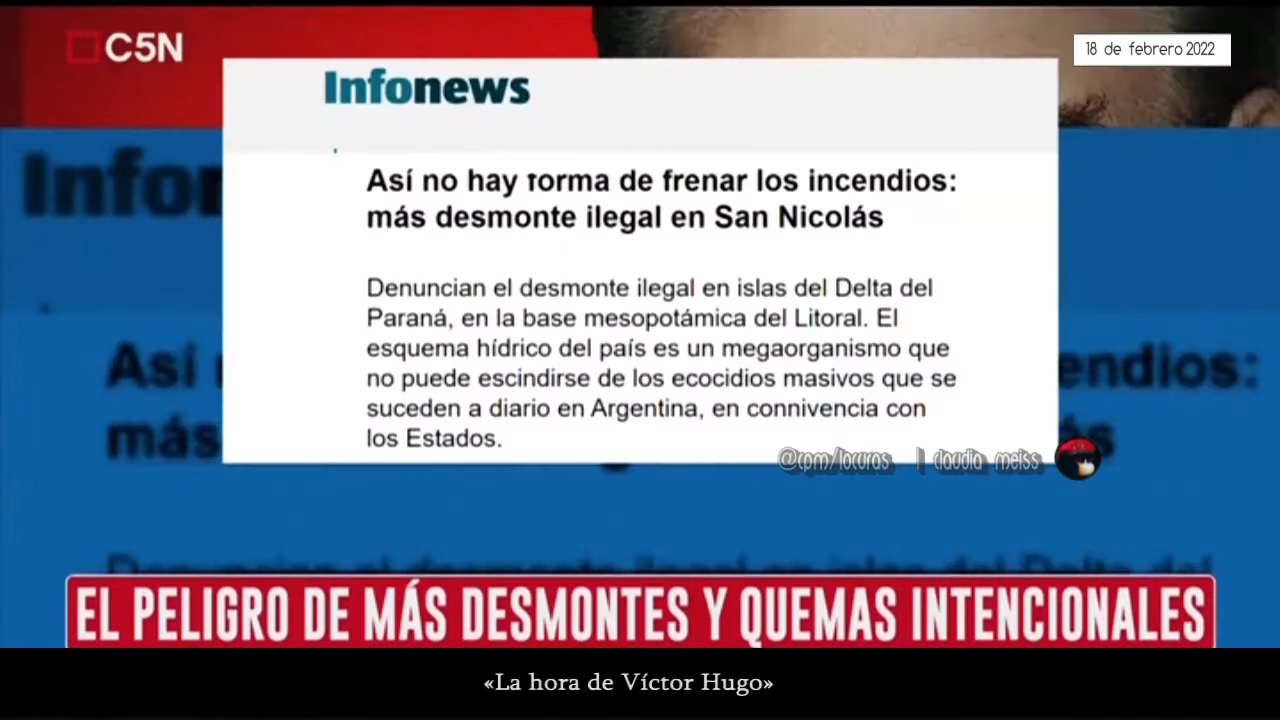 C5N
18 de febrero 2022
Infonews
Así no hay forma de frenar los incendios:
más desmonte ilegal en San Nicolás
Denuncian el desmonte ilegal en islas del Delta del
Paraná, en la base mesopotámica del Litoral. El
esquema hídrico del país es un megaorganismo que
no puede escindirse de los ecocidios masivos que se
suceden a diario en Argentina, en connivencia con
los Estados.
@cpm/locuras | claudia meiss
EL PELIGRO DE MÁS DESMONTES Y QUEMAS INTENCIONALES
«La hora de Víctor Hugo»